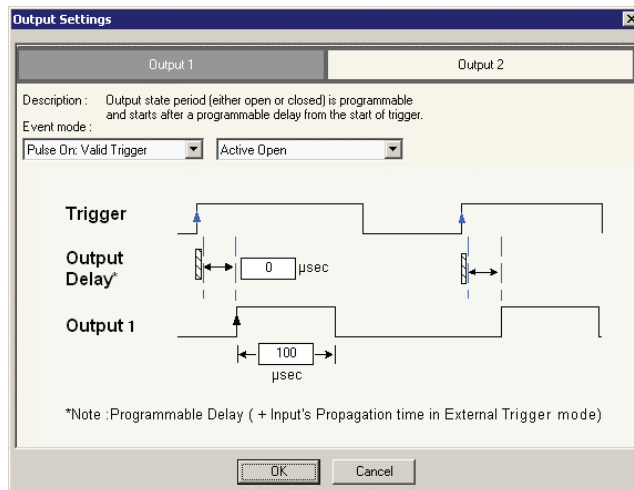 Output Settings
Output 1
Output 2
Description : Output state period (either open or closed) is programmable
and starts after a programmable delay from the start of trigger.
Event mode :
Pulse On: Valid Trigger
Active Open
Trigger
Output
Delay*
0 µsec
Output 1
100
µsec
*Note :Programmable Delay ( + Input's Propagation time in External Trigger mode)
OK
Cancel